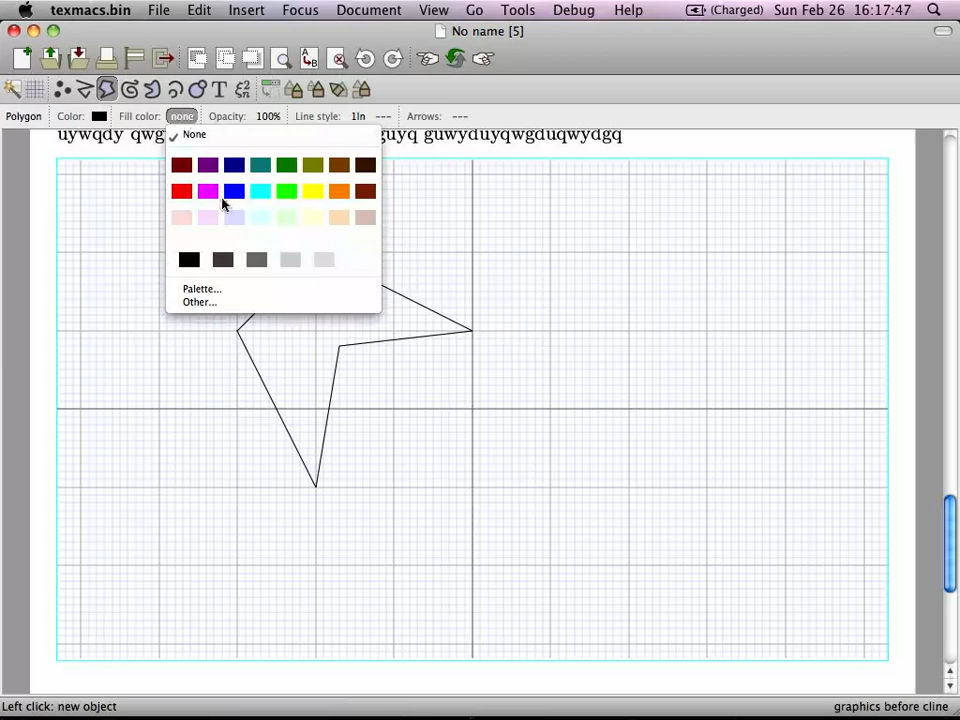 texmacs.bin File Edit Insert Focus Document View Go Tools Debug Help (Charged) Sun Feb 26 16:17:47
No name [5]
Polygon Color: Fill color: none Opacity: 100% Line style: 1ln --- Arrows: ---
uywqdy qwg guyq guwyduyqwgduqwydgq
None
Palette...
Other...
Left click: new object graphics before cline